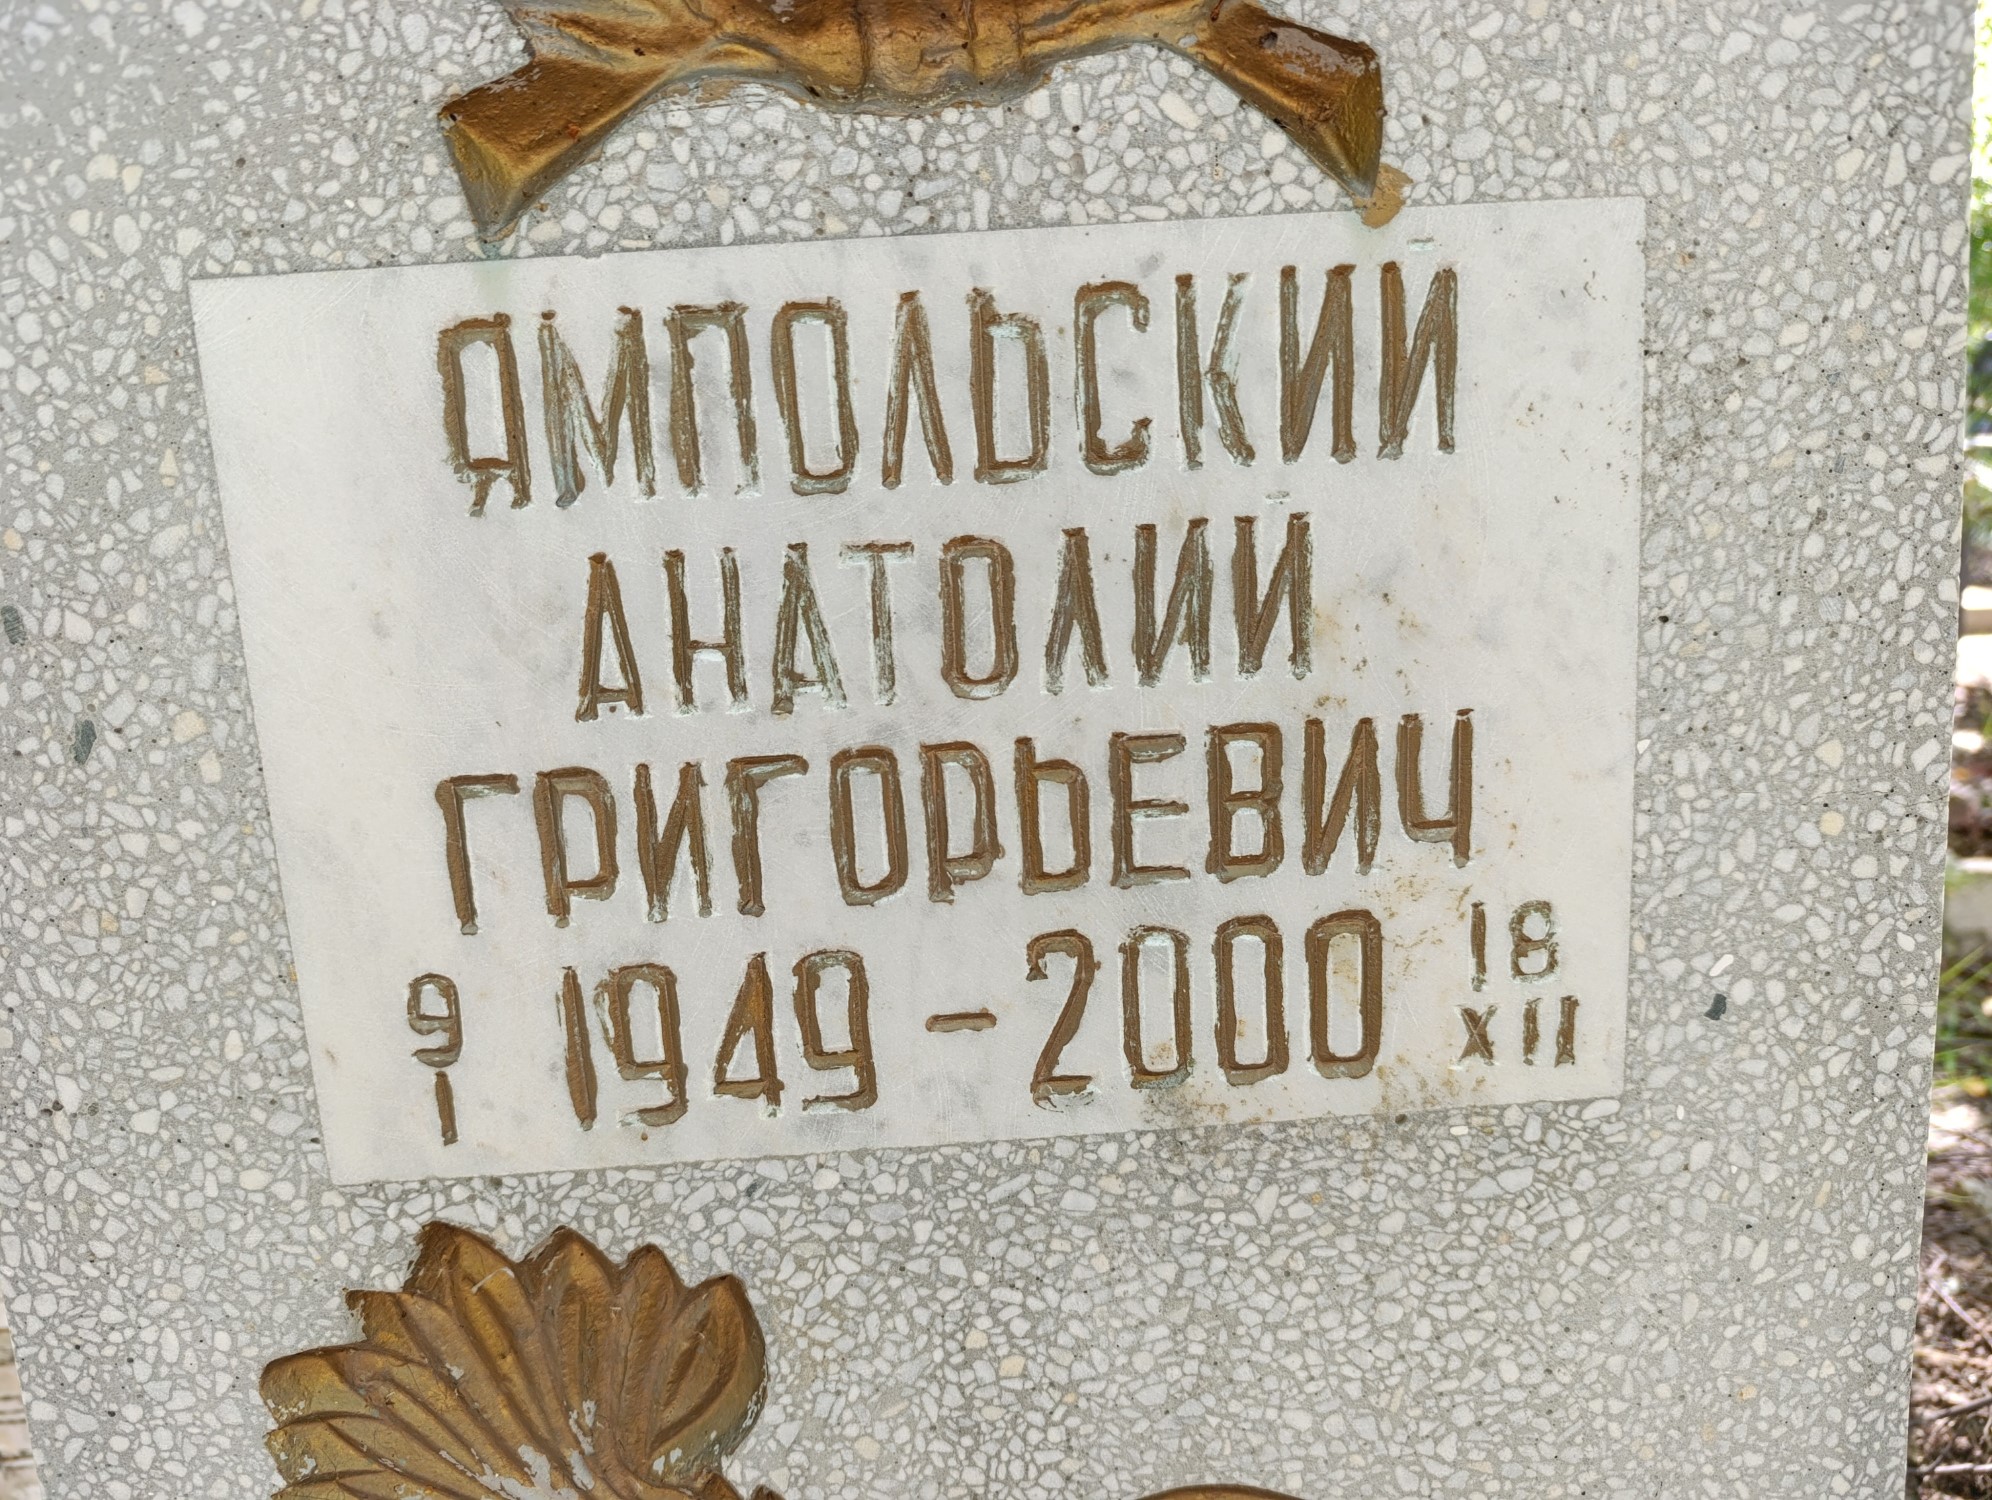 ЯМПОЛЬСКИЙ
АНАТОЛИЙ
ГРИГОРЬЕВИЧ
9/I 1949 - 2000 18/XII